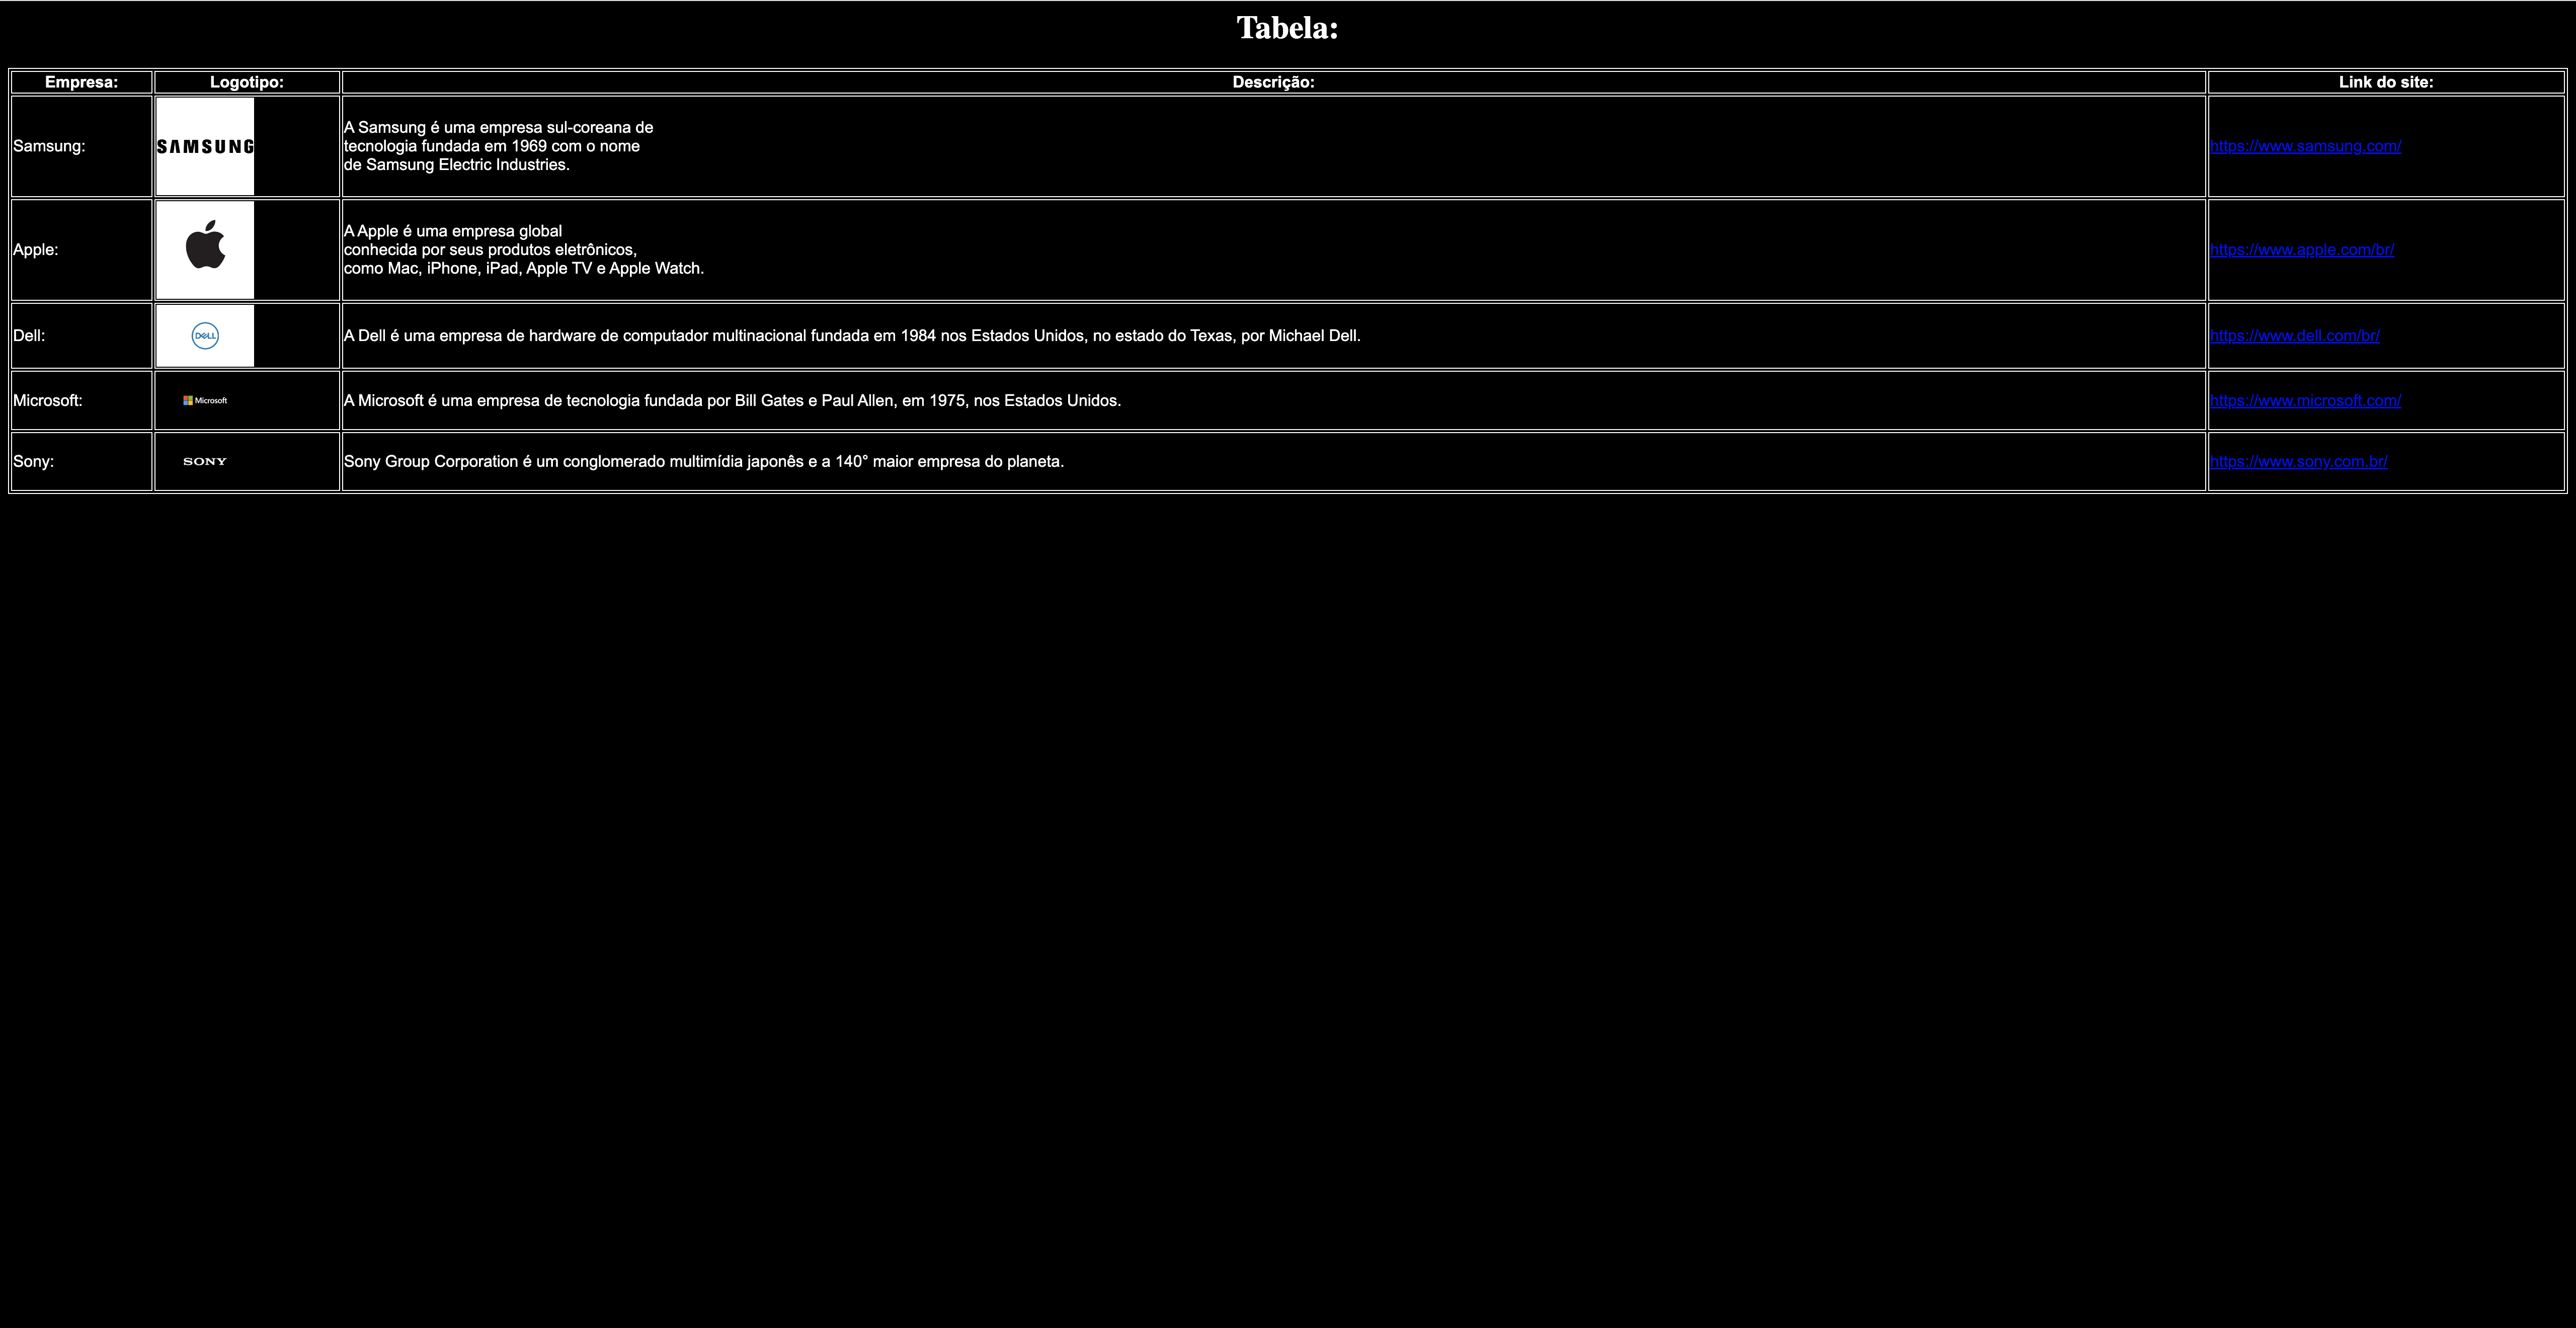 Tabela:
Empresa: Logotipo: Descrição: Link do site:
Samsung: SAMSUNG
A Samsung é uma empresa sul-coreana de
tecnologia fundada em 1969 com o nome
de Samsung Electric Industries.
https://www.samsung.com/
Apple:
A Apple é uma empresa global
conhecida por seus produtos eletrônicos,
como Mac, iPhone, iPad, Apple TV e Apple Watch.
https://www.apple.com/br/
Dell: DELL A Dell é uma empresa de hardware de computador multinacional fundada em 1984 nos Estados Unidos, no estado do Texas, por Michael Dell. https://www.dell.com/br/
Microsoft: Microsoft A Microsoft é uma empresa de tecnologia fundada por Bill Gates e Paul Allen, em 1975, nos Estados Unidos. https://www.microsoft.com/
Sony: SONY Sony Group Corporation é um conglomerado multimídia japonês e a 140° maior empresa do planeta. https://www.sony.com.br/